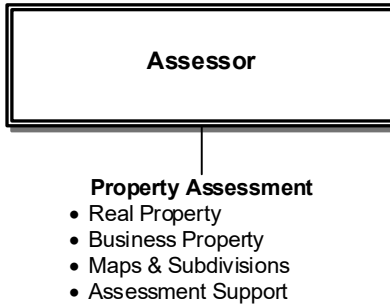 Assessor
Property Assessment
• Real Property
• Business Property
• Maps & Subdivisions
• Assessment Support